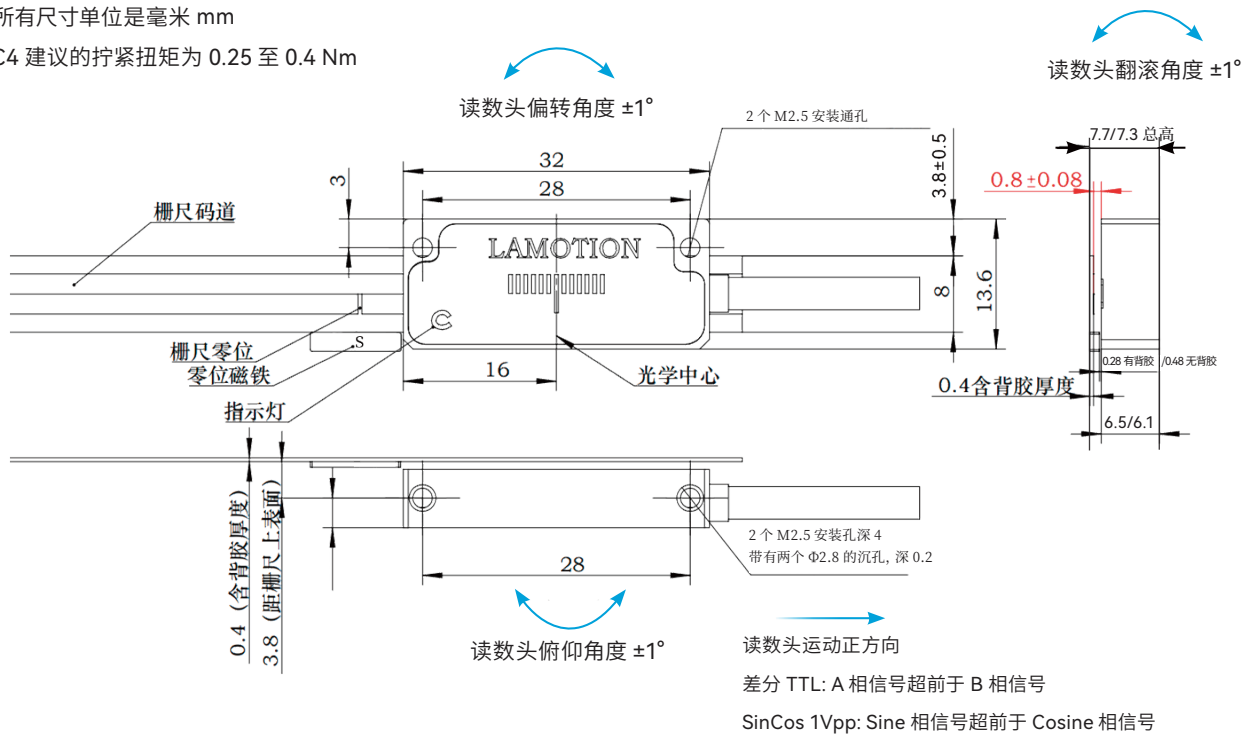 所有尺寸单位是毫米 mm
C4 建议的拧紧扭矩为 0.25 至 0.4 Nm
读数头偏转角度 ±1°
读数头翻滚角度 ±1°
2 个 M2.5 安装通孔
7.7/7.3 总高
32
28
3
3.8±0.5
0.8±0.08
栅尺码道
LAMOTION
8
13.6
C
S
栅尺零位
零位磁铁
指示灯
16
光学中心
0.28 有背胶 /0.48 无背胶
0.4含背胶厚度
6.5/6.1
0.4 (含背胶厚度)
3.8 (距栅尺上表面)
28
2 个 M2.5 安装孔深 4
带有两个 Φ2.8 的沉孔, 深 0.2
读数头俯仰角度 ±1°
读数头运动正方向
差分 TTL: A 相信号超前于 B 相信号
SinCos 1Vpp: Sine 相信号超前于 Cosine 相信号